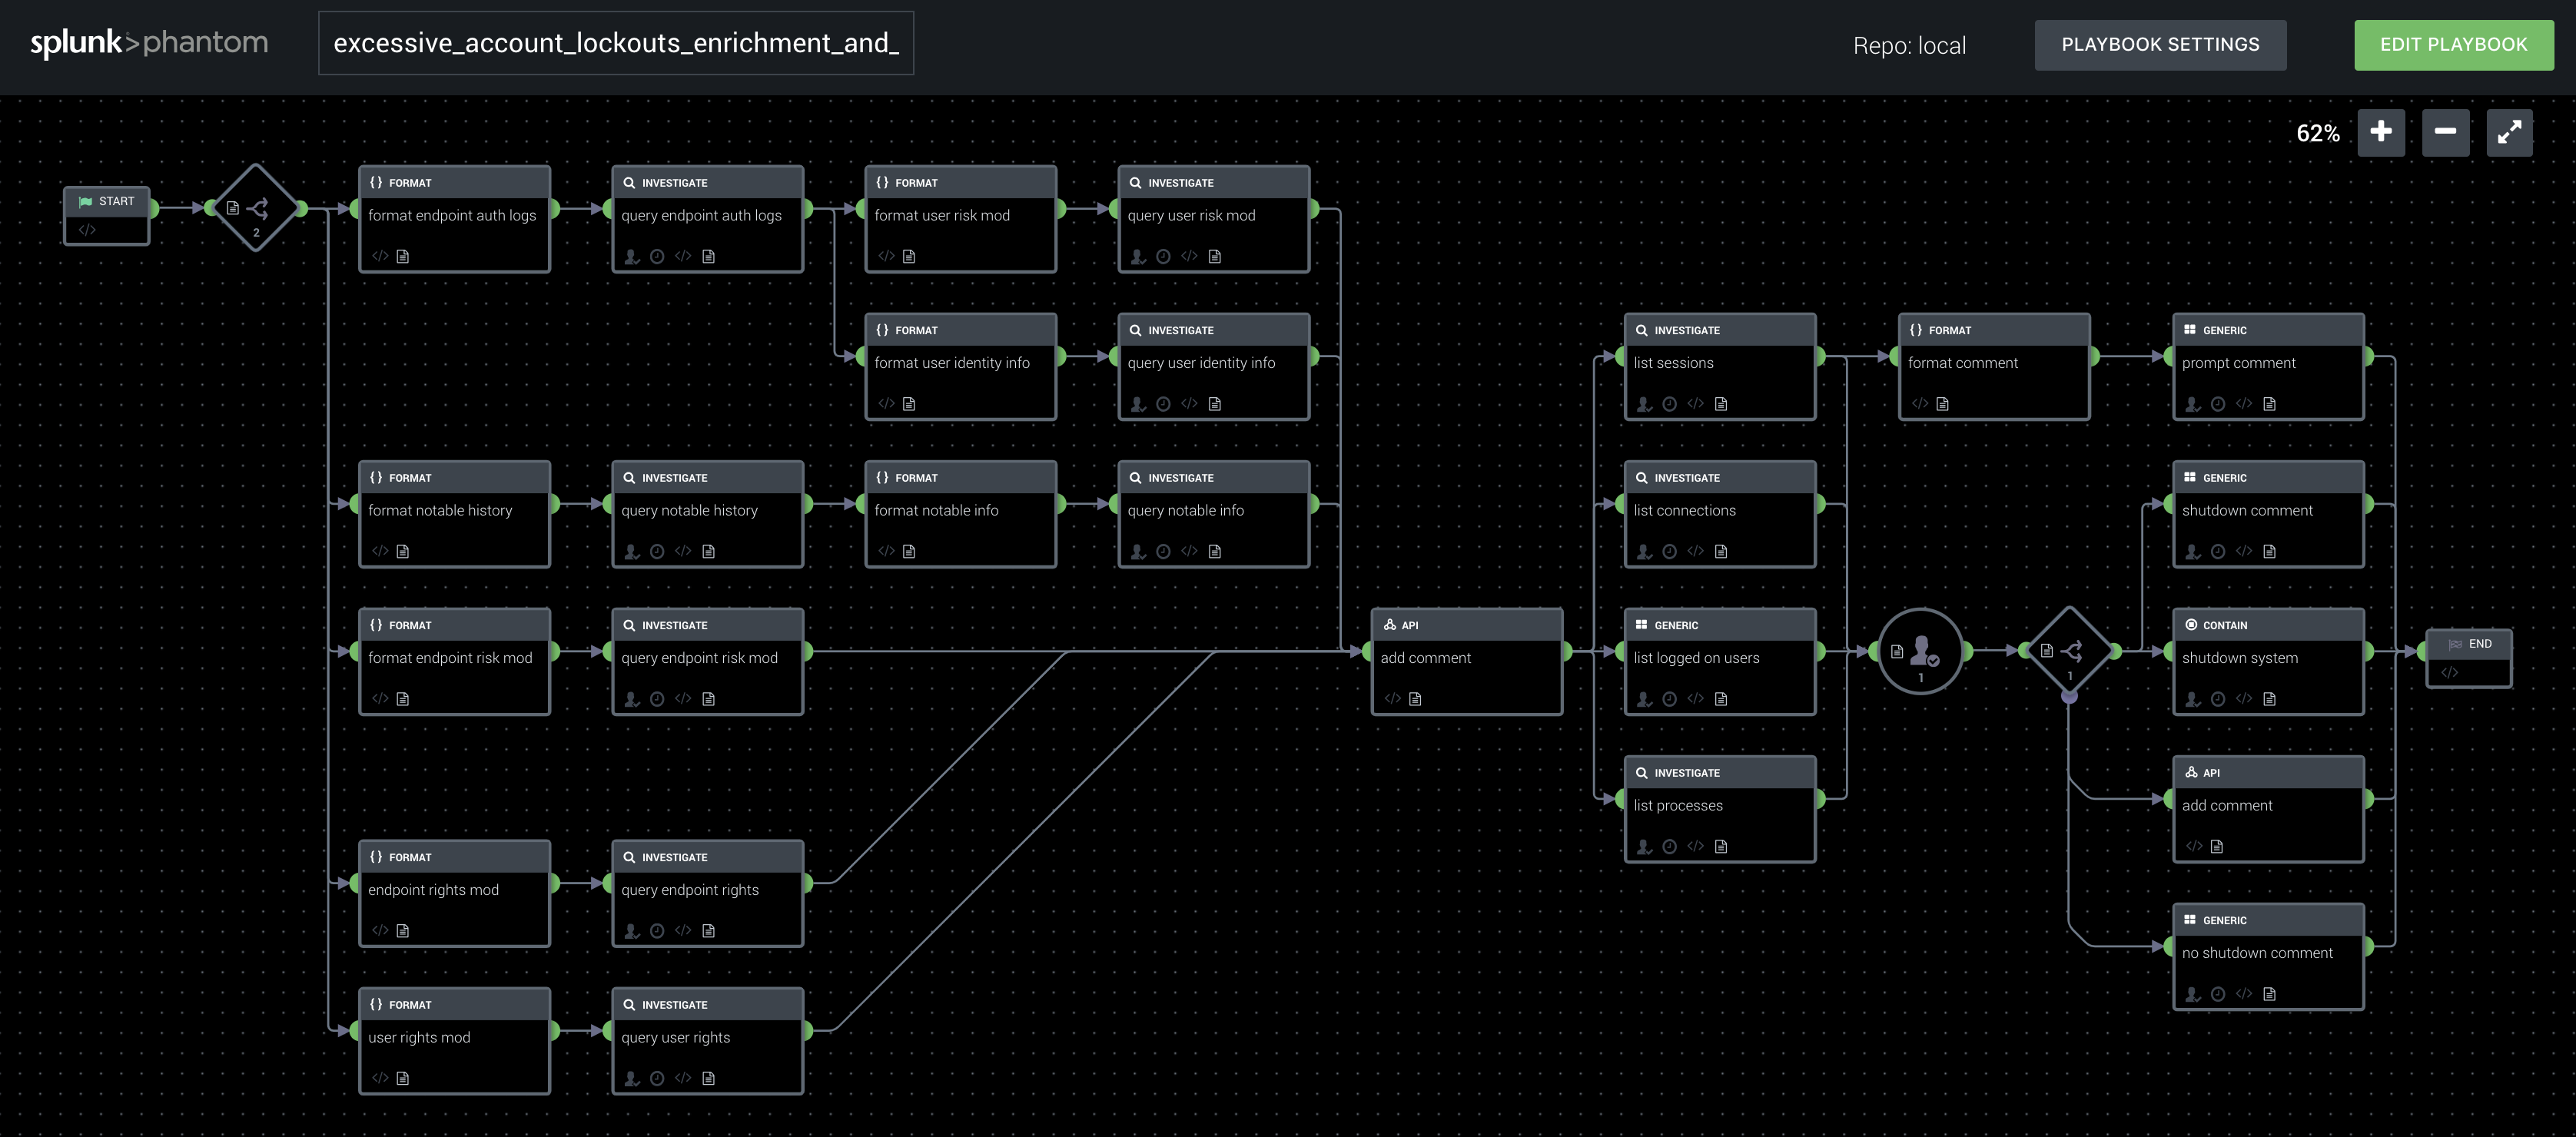 splunk>phantom
excessive_account_lockouts_enrichment_and_
Repo: local
PLAYBOOK SETTINGS
EDIT PLAYBOOK
62%
START
</>
2
FORMAT
format endpoint auth logs
INVESTIGATE
query endpoint auth logs
FORMAT
format user risk mod
INVESTIGATE
query user risk mod
FORMAT
format user identity info
INVESTIGATE
query user identity info
FORMAT
format notable history
INVESTIGATE
query notable history
FORMAT
format notable info
INVESTIGATE
query notable info
FORMAT
format endpoint risk mod
INVESTIGATE
query endpoint risk mod
FORMAT
endpoint rights mod
INVESTIGATE
query endpoint rights
FORMAT
user rights mod
INVESTIGATE
query user rights
API
add comment
INVESTIGATE
list sessions
INVESTIGATE
list connections
GENERIC
list logged on users
INVESTIGATE
list processes
FORMAT
format comment
GENERIC
prompt comment
1
1
GENERIC
shutdown comment
CONTAIN
shutdown system
API
add comment
GENERIC
no shutdown comment
END
</>